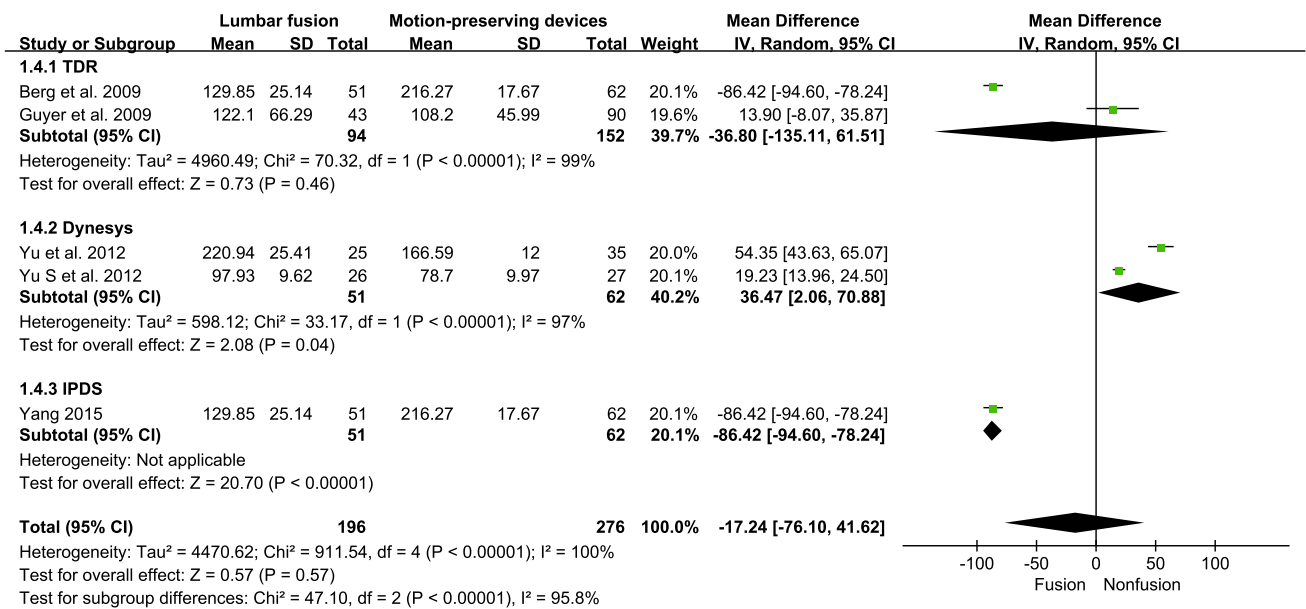 Lumbar fusion Motion-preserving devices Mean Difference Mean Difference
Study or Subgroup Mean SD Total Mean SD Total Weight IV, Random, 95% CI IV, Random, 95% CI
1.4.1 TDR
Berg et al. 2009 129.85 25.14 51 216.27 17.67 62 20.1% -86.42 [-94.60, -78.24]
Guyer et al. 2009 122.1 66.29 43 108.2 45.99 90 19.6% 13.90 [-8.07, 35.87]
Subtotal (95% CI) 94 152 39.7% -36.80 [-135.11, 61.51]
Heterogeneity: Tau² = 4960.49; Chi² = 70.32, df = 1 (P < 0.00001); I² = 99%
Test for overall effect: Z = 0.73 (P = 0.46)
1.4.2 Dynesys
Yu et al. 2012 220.94 25.41 25 166.59 12 35 20.0% 54.35 [43.63, 65.07]
Yu S et al. 2012 97.93 9.62 26 78.7 9.97 27 20.1% 19.23 [13.96, 24.50]
Subtotal (95% CI) 51 62 40.2% 36.47 [2.06, 70.88]
Heterogeneity: Tau² = 598.12; Chi² = 33.17, df = 1 (P < 0.00001); I² = 97%
Test for overall effect: Z = 2.08 (P = 0.04)
1.4.3 IPDS
Yang 2015 129.85 25.14 51 216.27 17.67 62 20.1% -86.42 [-94.60, -78.24]
Subtotal (95% CI) 51 62 20.1% -86.42 [-94.60, -78.24]
Heterogeneity: Not applicable
Test for overall effect: Z = 20.70 (P < 0.00001)
Total (95% CI) 196 276 100.0% -17.24 [-76.10, 41.62]
Heterogeneity: Tau² = 4470.62; Chi² = 911.54, df = 4 (P < 0.00001); I² = 100%
Test for overall effect: Z = 0.57 (P = 0.57)
Test for subgroup differences: Chi² = 47.10, df = 2 (P < 0.00001), I² = 95.8%
-100 -50 0 50 100
Fusion Nonfusion